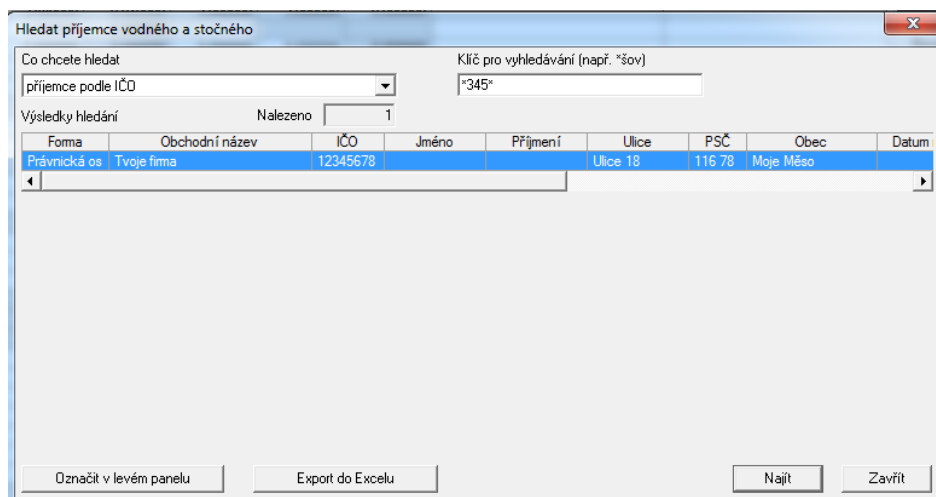 Hledat příjemce vodného a stočného
Co chcete hledat Klíč pro vyhledávání (např. *šov)
příjemce podle IČO *345*
Výsledky hledání Nalezeno 1
Forma Obchodní název IČO Jméno Příjmení Ulice PSČ Obec Datum
Právnická os Tvoje firma 12345678 Ulice 18 116 78 Moje Měso
Označit v levém panelu Export do Excelu Najít Zavřít